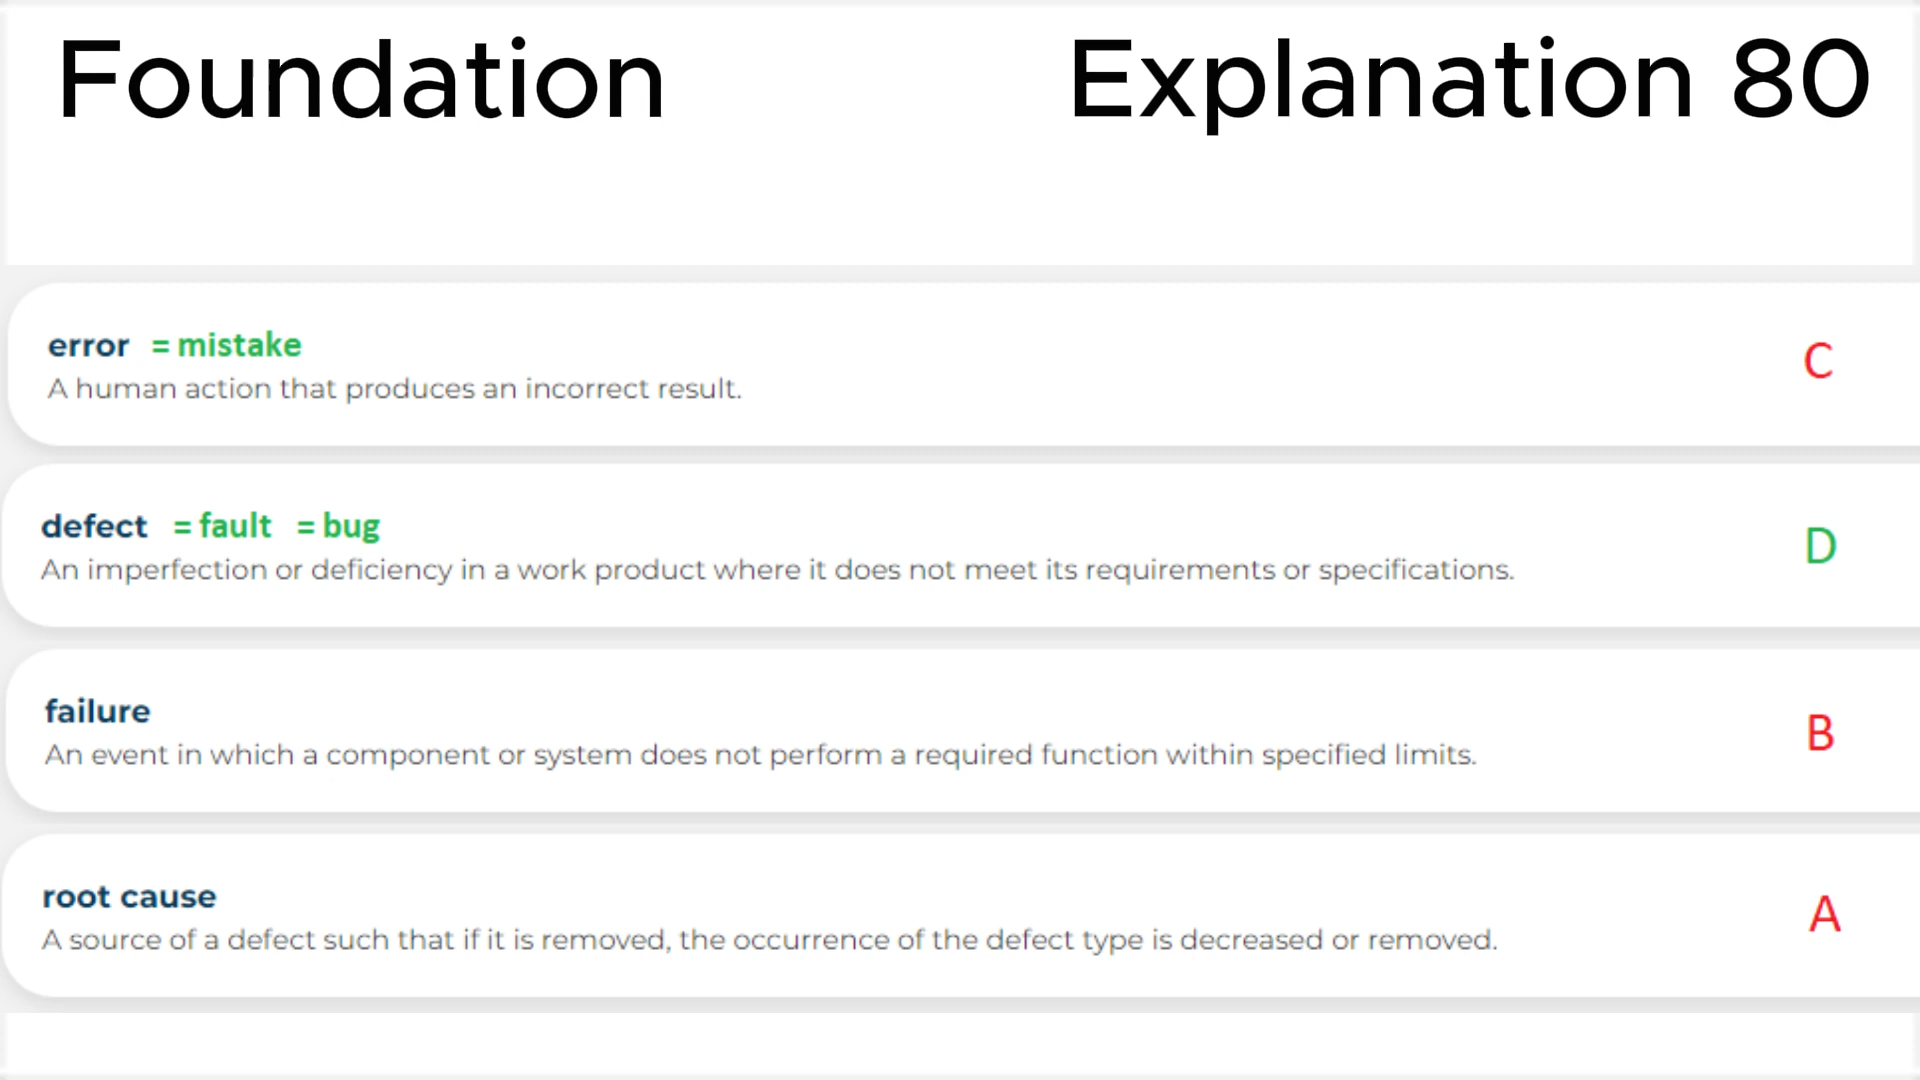 Foundation Explanation 80
error = mistake
A human action that produces an incorrect result.
C
defect = fault = bug
An imperfection or deficiency in a work product where it does not meet its requirements or specifications.
D
failure
An event in which a component or system does not perform a required function within specified limits.
B
root cause
A source of a defect such that if it is removed, the occurrence of the defect type is decreased or removed.
A